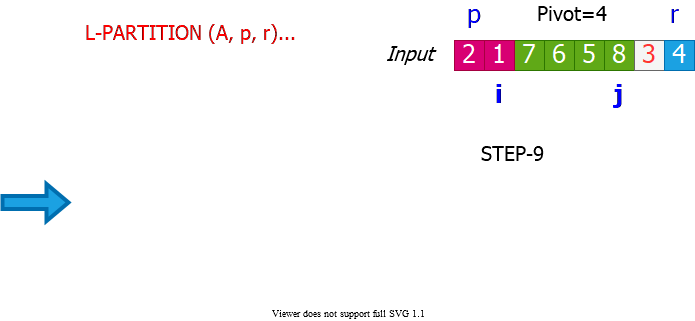 p Pivot=4 r
L-PARTITION (A, p, r)...
Input 2 1 7 6 5 8 3 4
i j
STEP-9
Viewer does not support full SVG 1.1